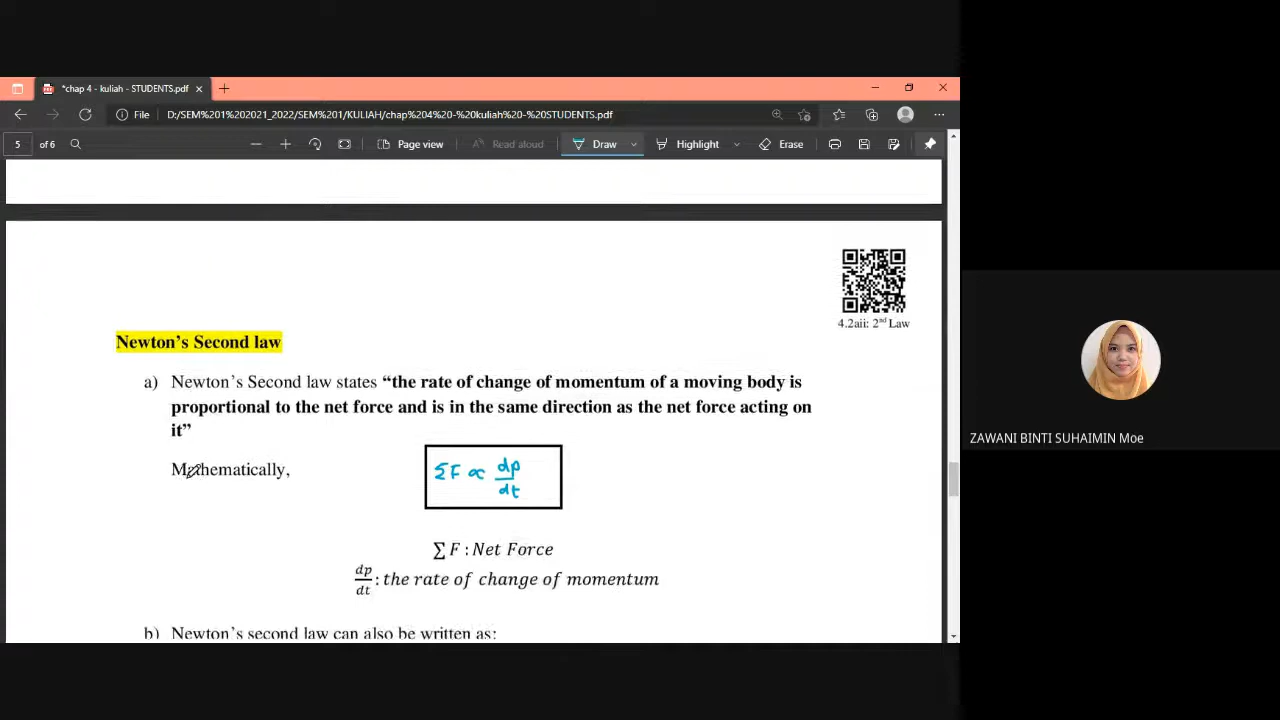 *chap 4 - kuliah - STUDENTS.pdf
File
D:/SEM%201%202021_2022/SEM%201/KULIAH/chap%204%20-%20kuliah%20-%20STUDENTS.pdf
5 of 6
Page view
Read aloud
Draw
Highlight
Erase
4.2aii: 2nd Law
Newton's Second law
a) Newton's Second law states “the rate of change of momentum of a moving body is
proportional to the net force and is in the same direction as the net force acting on
it”
Mathematically,
ΣF ∝ dp/dt
∑ F : Net Force
dp/dt : the rate of change of momentum
b) Newton's second law can also be written as:
ZAWANI BINTI SUHAIMIN Moe